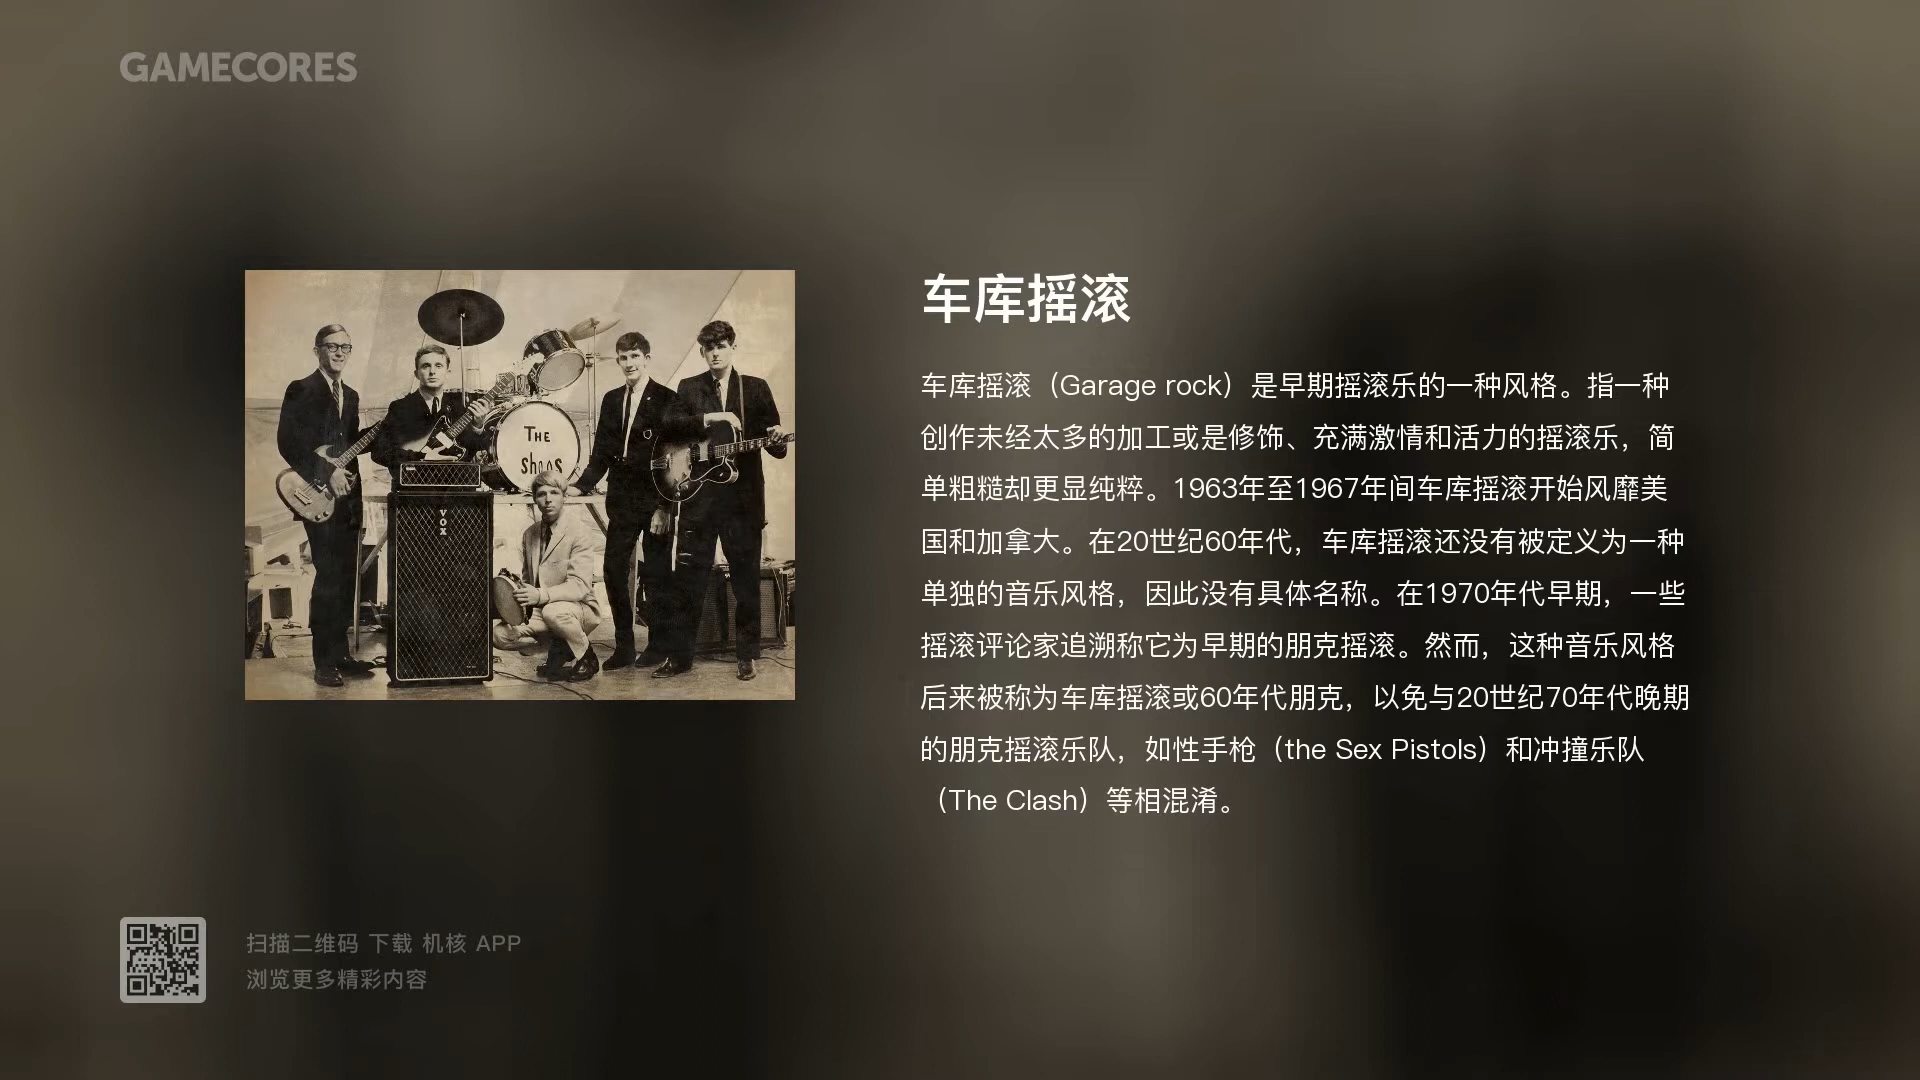 GAMECORES
THE
shoos
VOX
车库摇滚
车库摇滚（Garage rock）是早期摇滚乐的一种风格。指一种
创作未经太多的加工或是修饰、充满激情和活力的摇滚乐，简
单粗糙却更显纯粹。1963年至1967年间车库摇滚开始风靡美
国和加拿大。在20世纪60年代，车库摇滚还没有被定义为一种
单独的音乐风格，因此没有具体名称。在1970年代早期，一些
摇滚评论家追溯称它为早期的朋克摇滚。然而，这种音乐风格
后来被称为车库摇滚或60年代朋克，以免与20世纪70年代晚期
的朋克摇滚乐队，如性手枪（the Sex Pistols）和冲撞乐队
（The Clash）等相混淆。
扫描二维码 下载 机核 APP
浏览更多精彩内容